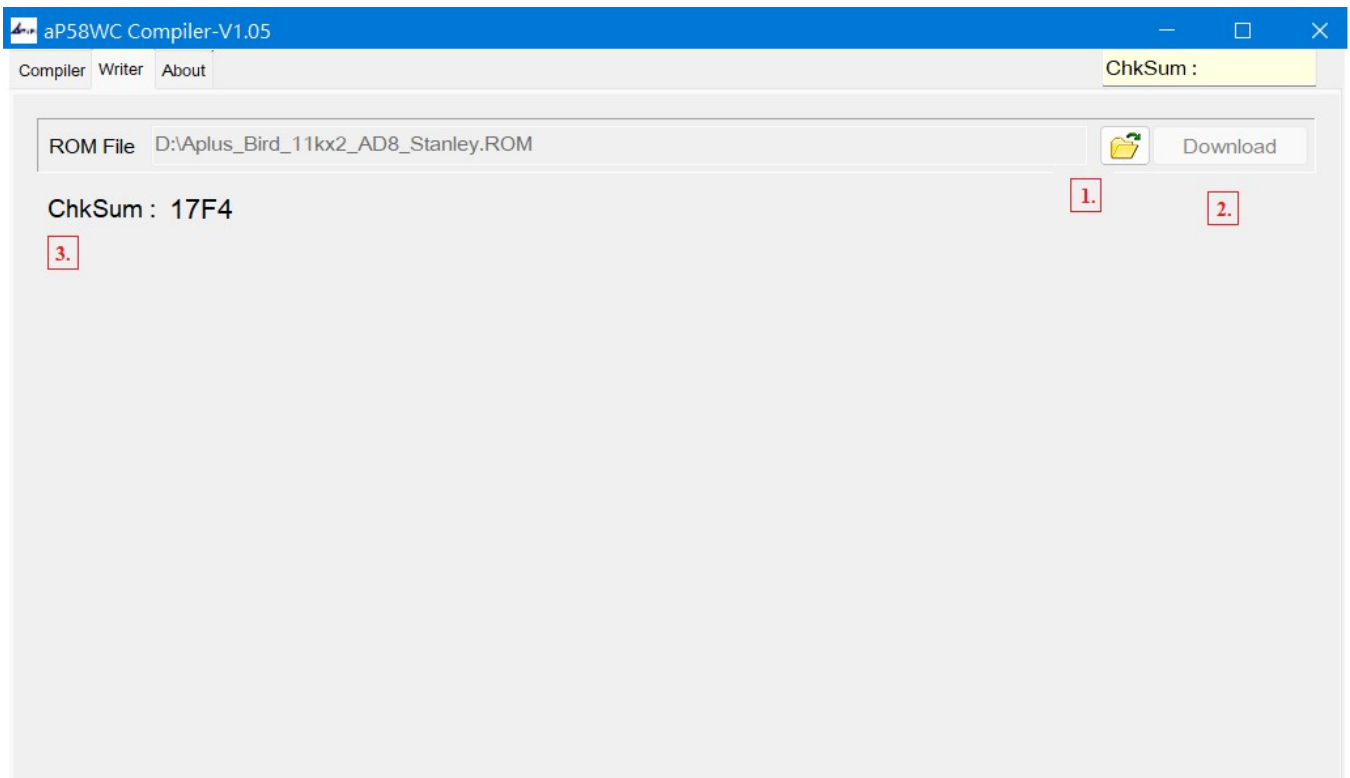 aP58WC Compiler-V1.05
Compiler Writer About ChkSum :
ROM File D:\Aplus_Bird_11kx2_AD8_Stanley.ROM Download
1.
2.
ChkSum : 17F4
3.